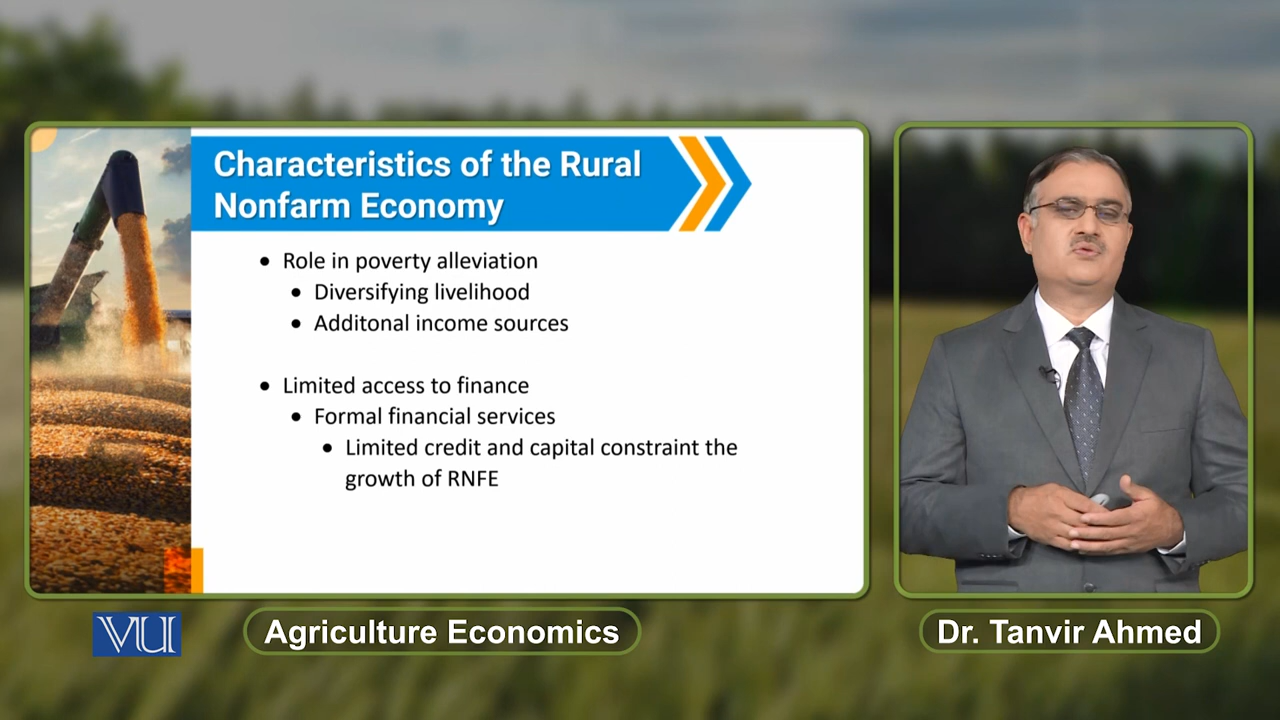 Characteristics of the Rural
Nonfarm Economy
• Role in poverty alleviation
• Diversifying livelihood
• Additonal income sources
• Limited access to finance
• Formal financial services
• Limited credit and capital constraint the
growth of RNFE
VU
Agriculture Economics
Dr. Tanvir Ahmed